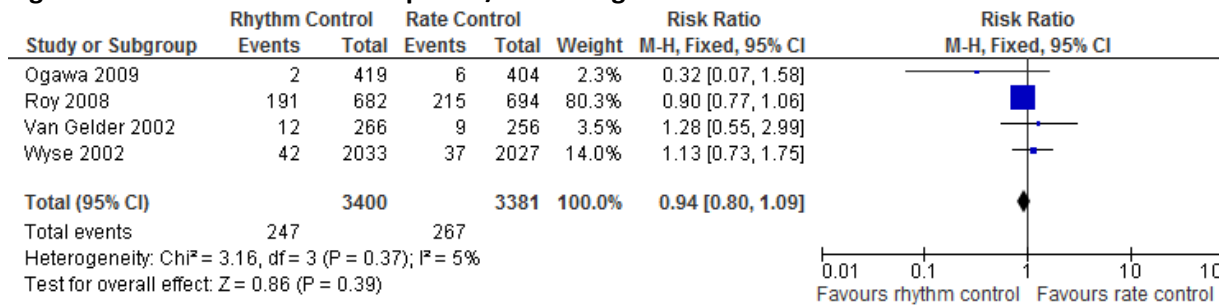 Rhythm Control Rate Control Risk Ratio Risk Ratio
Study or Subgroup Events Total Events Total Weight M-H, Fixed, 95% CI M-H, Fixed, 95% CI
Ogawa 2009 2 419 6 404 2.3% 0.32 [0.07, 1.58]
Roy 2008 191 682 215 694 80.3% 0.90 [0.77, 1.06]
Van Gelder 2002 12 266 9 256 3.5% 1.28 [0.55, 2.99]
Wyse 2002 42 2033 37 2027 14.0% 1.13 [0.73, 1.75]
Total (95% CI) 3400 3381 100.0% 0.94 [0.80, 1.09]
Total events 247 267
Heterogeneity: Chi² = 3.16, df = 3 (P = 0.37); I² = 5%
Test for overall effect: Z = 0.86 (P = 0.39)
0.01 0.1 1 10
Favours rhythm control Favours rate control